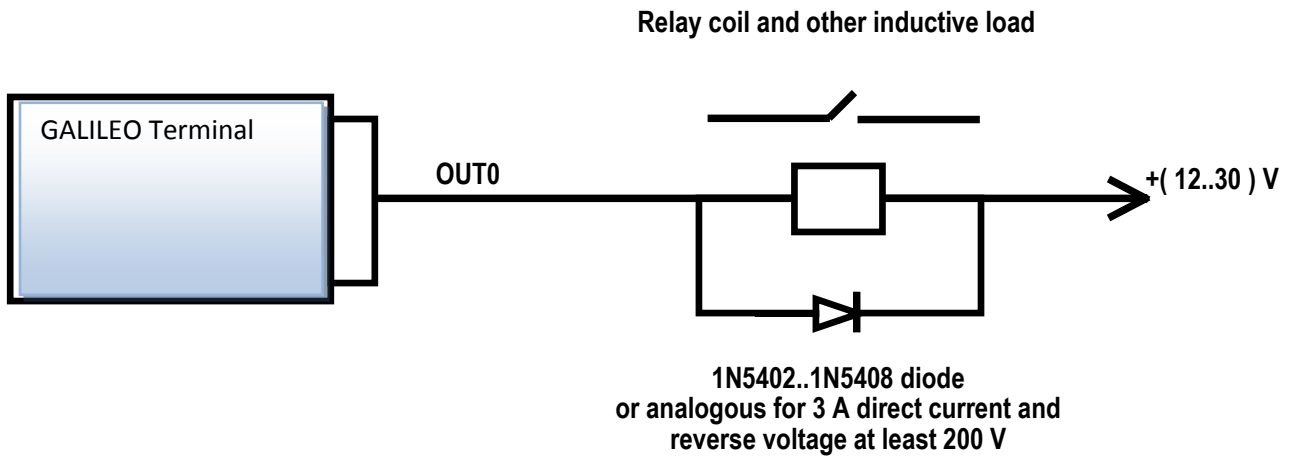 Relay coil and other inductive load
GALILEO Terminal
OUT0
+( 12..30 ) V
1N5402..1N5408 diode
or analogous for 3 A direct current and
reverse voltage at least 200 V